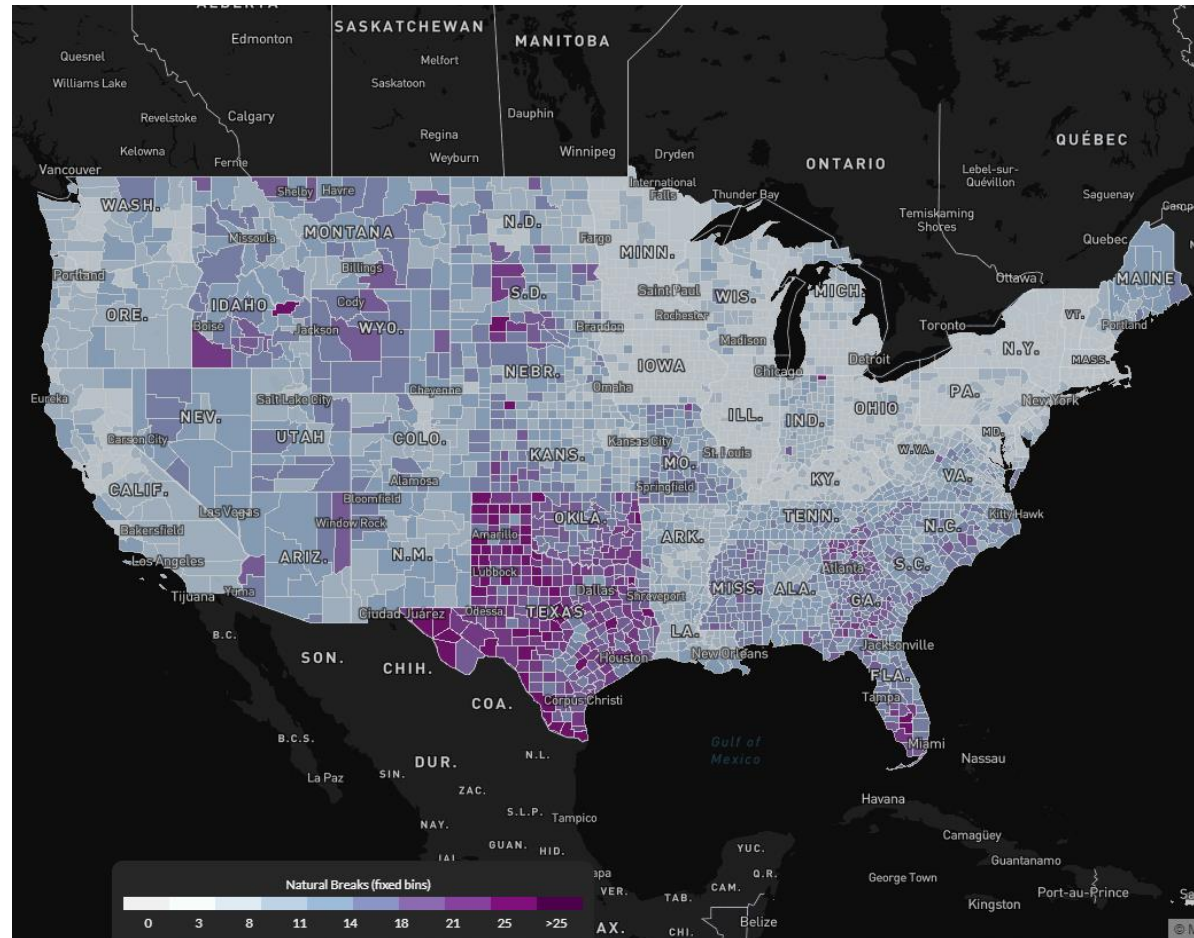 ALBERTA
SASKATCHEWAN
Edmonton
MANITOBA
Quesnel
Melfort
Williams Lake
Saskatoon
Dauphin
Revelstoke
Calgary
Regina
QUÉBEC
Kelowna
Weyburn
Winnipeg
Dryden
ONTARIO
Vancouver
Fernie
Lebel-sur-
Quévillon
International
Falls
Thunder Bay
Saguenay
Shelby
Havre
WASH.
Temiskaming
Shores
N.D.
MONTANA
Missoula
Fargo
Quebec
MINN.
Billings
Portland
Ottawa
MAINE
Saint Paul
S.D.
WIS.
MICH.
IDAHO
Cody
ORE.
Rochester
VT.
Boise
Jackson
WYO.
Brandon
Toronto
Portland
Madison
N.Y.
Detroit
MASS.
IOWA
NEBR.
Chicago
Omaha
Cheyenne
PA.
Eureka
Salt Lake City
New York
NEV.
OHIO
ILL.
IND.
MD.
Carson City
UTAH
COLO.
Kansas City
W.VA.
KANS.
St. Louis
MO.
VA.
KY.
Alamosa
CALIF.
Springfield
Bloomfield
Las Vegas
Kitty Hawk
OKLA.
TENN.
Window Rock
N.C.
Bakersfield
Amarillo
ARK.
ARIZ.
N.M.
Los Angeles
S.C.
Atlanta
Lubbock
MISS.
ALA.
Dallas
Tijuana
Yuma
Shreveport
GA.
Ciudad Juárez
Odessa
TEXAS
B.C.
LA.
Jacksonville
New Orleans
SON.
Houston
CHIH.
FLA.
Tampa
COA.
Corpus Christi
B.C.S.
Gulf of
Mexico
Miami
Nassau
N.L.
DUR.
La Paz
SIN.
ZAC.
Havana
S.L.P.
Tampico
NAY.
Camagüey
GUAN.
HID.
YUC.
Guantanamo
Q.R.
George Town
Port-au-Prince
CAM.
VER.
TAB.
Kingston
Belize
CHI.
Natural Breaks (fixed bins)
0 3 8 11 14 18 21 25 >25